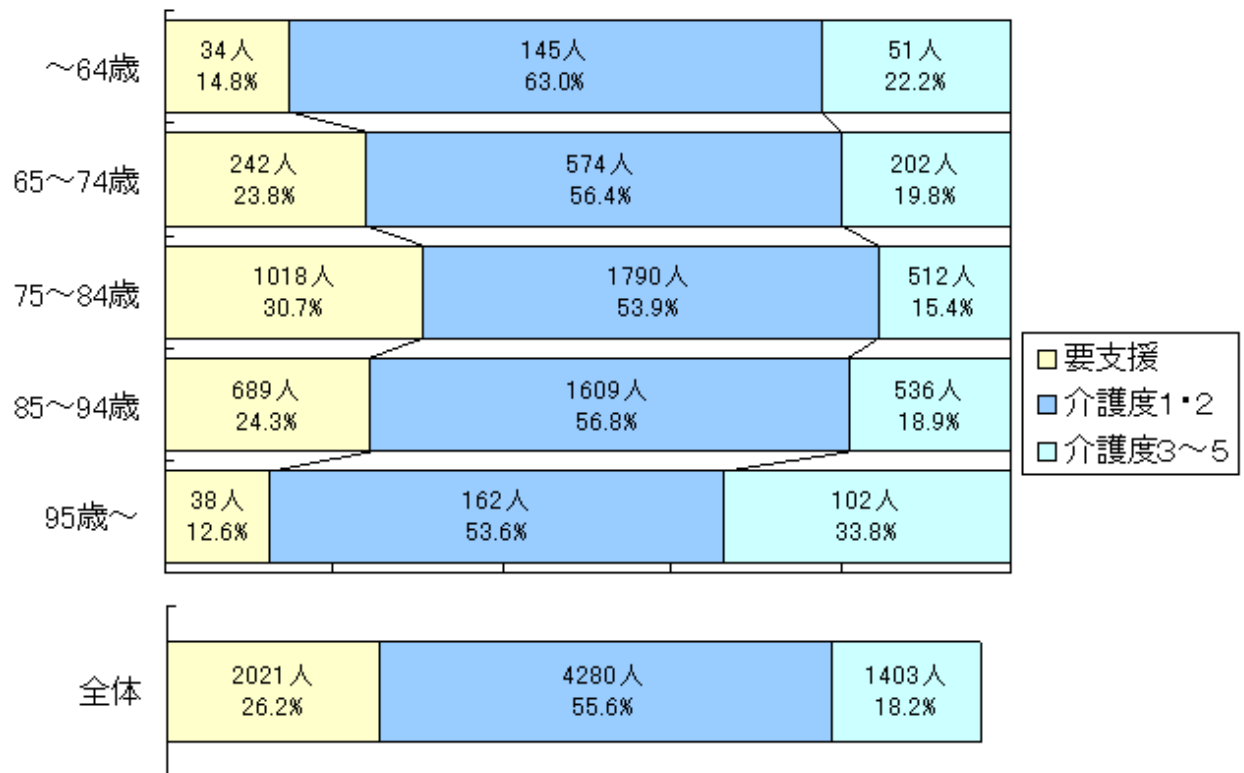 ～64歳
34人
14.8%
145人
63.0%
51人
22.2%
65～74歳
242人
23.8%
574人
56.4%
202人
19.8%
75～84歳
1018人
30.7%
1790人
53.9%
512人
15.4%
85～94歳
689人
24.3%
1609人
56.8%
536人
18.9%
95歳～
38人
12.6%
162人
53.6%
102人
33.8%
要支援
介護度1・2
介護度3～5
全体
2021人
26.2%
4280人
55.6%
1403人
18.2%